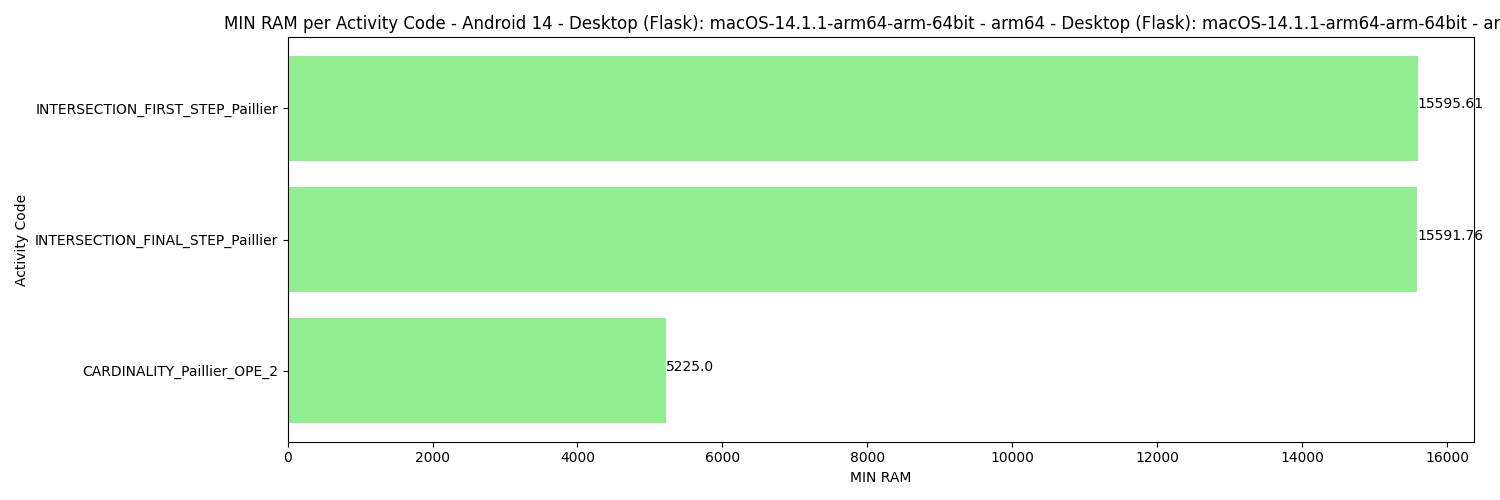 MIN RAM per Activity Code - Android 14 - Desktop (Flask): macOS-14.1.1-arm64-arm-64bit - arm64 - Desktop (Flask): macOS-14.1.1-arm64-arm-64bit - ar
INTERSECTION_FIRST_STEP_Paillier
15595.61
INTERSECTION_FINAL_STEP_Paillier
15591.76
CARDINALITY_Paillier_OPE_2
5225.0
Activity Code
0 2000 4000 6000 8000 10000 12000 14000 16000
MIN RAM